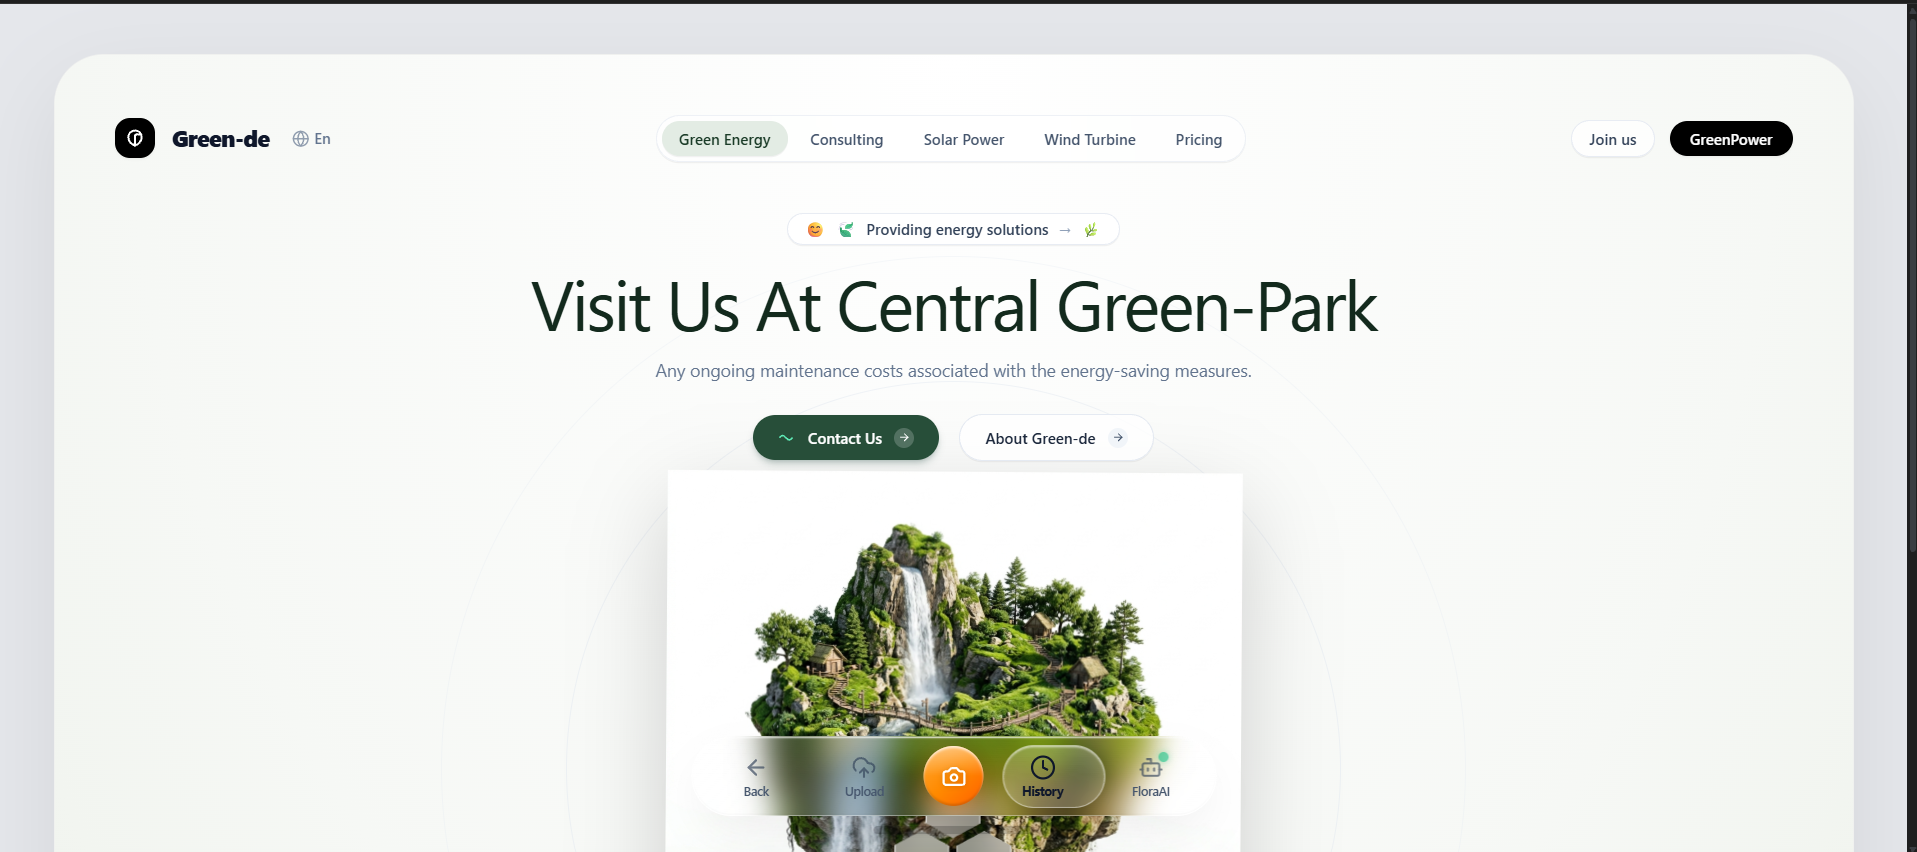 Green-de
En
Green Energy
Consulting
Solar Power
Wind Turbine
Pricing
Join us
GreenPower
Providing energy solutions →
Visit Us At Central Green-Park
Any ongoing maintenance costs associated with the energy-saving measures.
Contact Us
About Green-de
Back
Upload
History
FloraAI